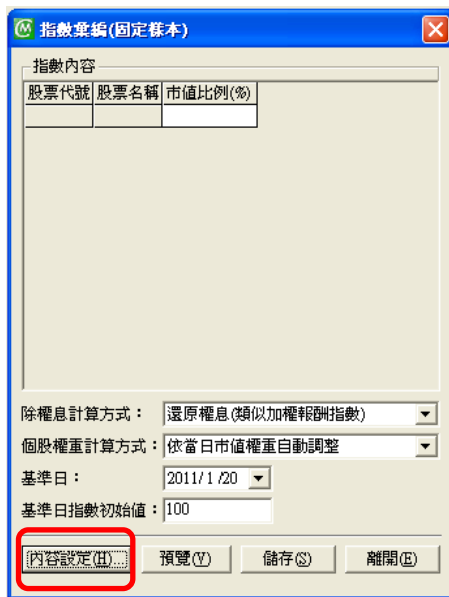 指數彙編(固定樣本)
指數內容
股票代號 股票名稱 市值比例(%)
除權息計算方式： 還原權息(類似加權報酬指數)
個股權重計算方式： 依當日市值權重自動調整
基準日： 2011/ 1 /20
基準日指數初始值： 100
內容設定(H)... 預覽(V) 儲存(S) 離開(E)